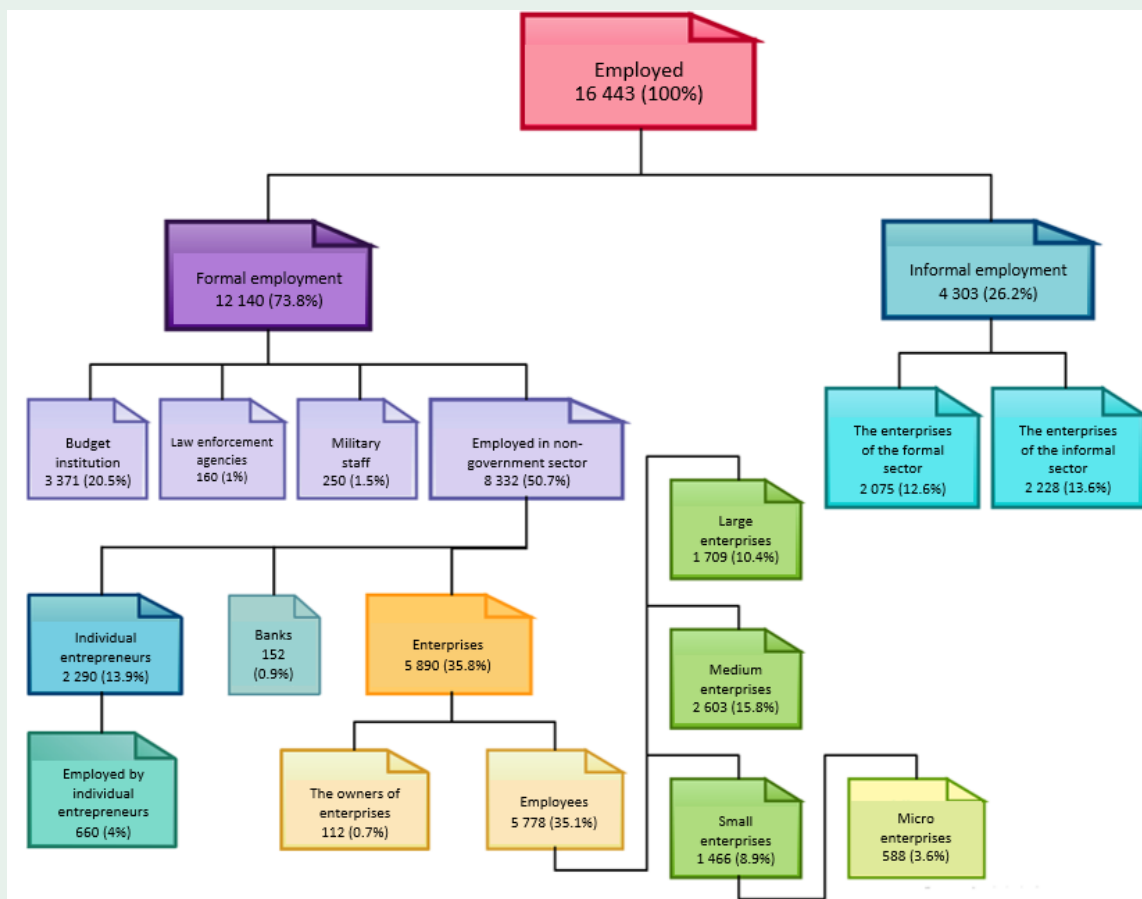 Employed
16 443 (100%)
Formal employment
12 140 (73.8%)
Informal employment
4 303 (26.2%)
Budget
institution
3 371 (20.5%)
Law enforcement
agencies
160 (1%)
Military
staff
250 (1.5%)
Employed in non-
government sector
8 332 (50.7%)
The enterprises
of the formal
sector
2 075 (12.6%)
The enterprises
of the informal
sector
2 228 (13.6%)
Large
enterprises
1 709 (10.4%)
Individual
entrepreneurs
2 290 (13.9%)
Banks
152
(0.9%)
Enterprises
5 890 (35.8%)
Medium
enterprises
2 603 (15.8%)
Employed by
individual
entrepreneurs
660 (4%)
The owners of
enterprises
112 (0.7%)
Employees
5 778 (35.1%)
Small
enterprises
1 466 (8.9%)
Micro
enterprises
588 (3.6%)